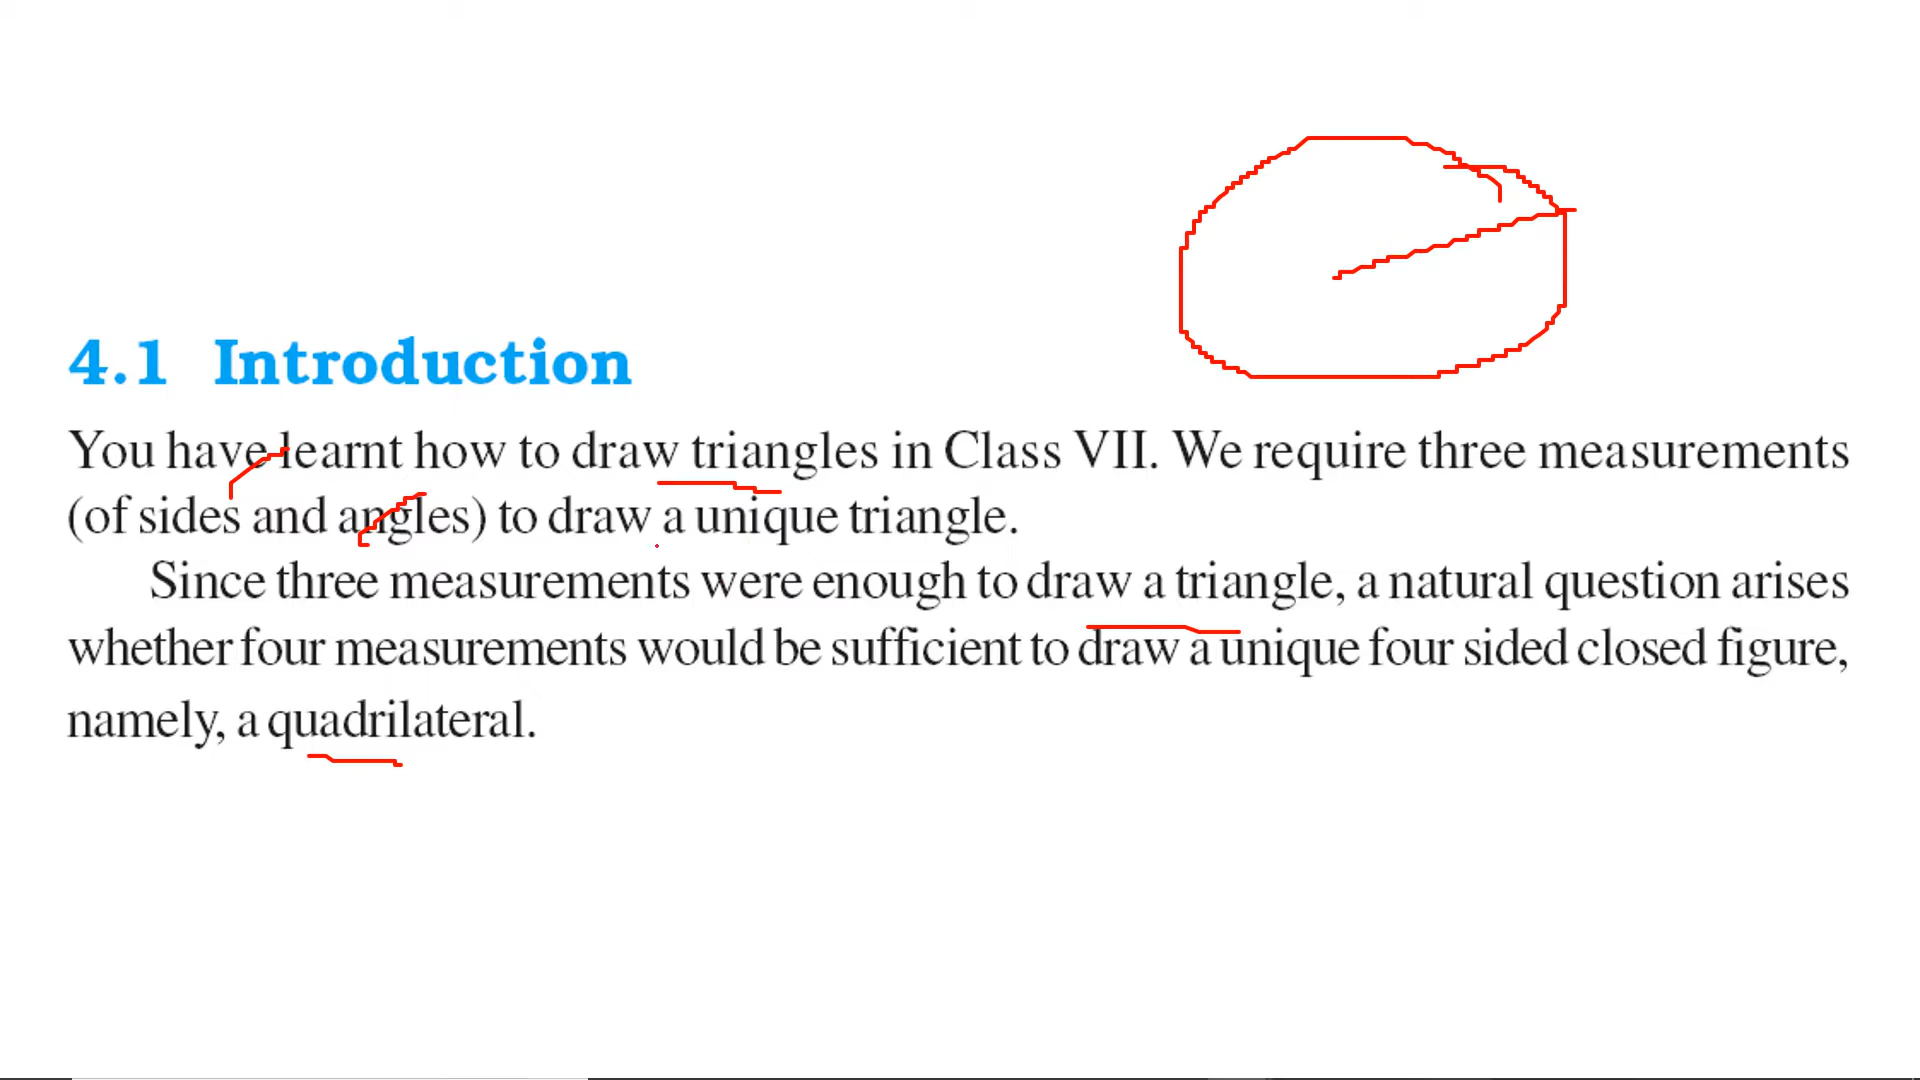 4.1 Introduction
You have learnt how to draw triangles in Class VII. We require three measurements
(of sides and angles) to draw a unique triangle.
Since three measurements were enough to draw a triangle, a natural question arises
whether four measurements would be sufficient to draw a unique four sided closed figure,
namely, a quadrilateral.